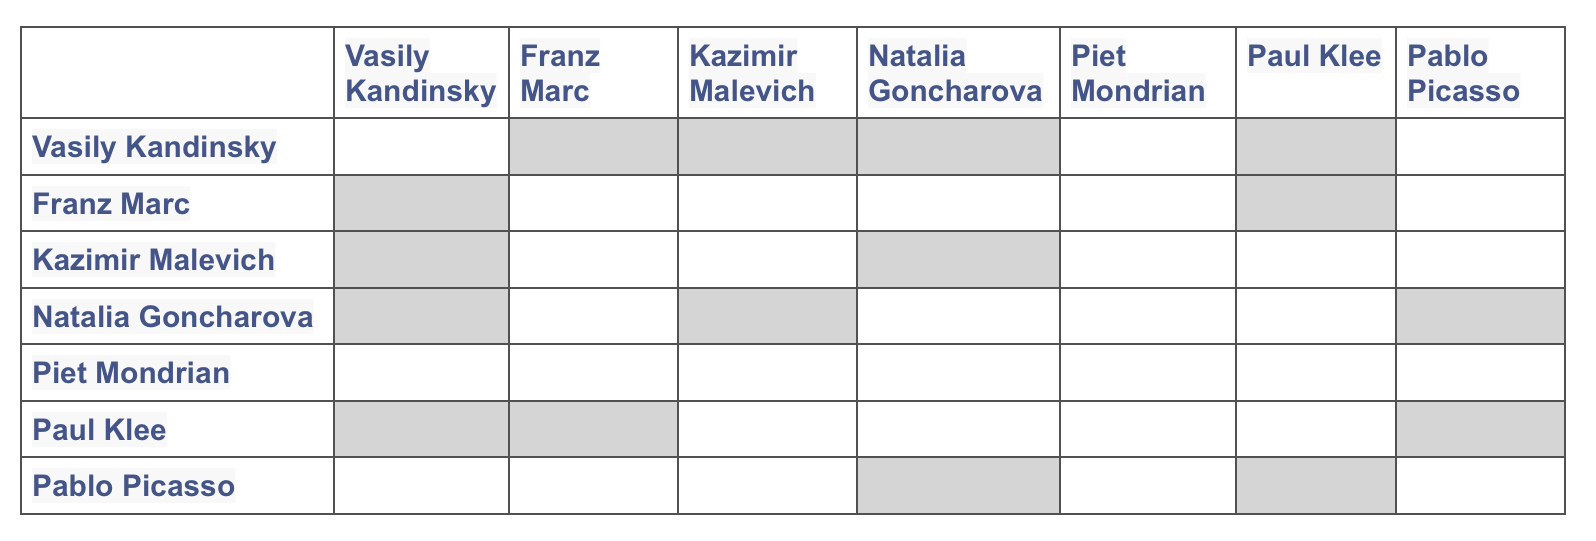 Vasily Franz Kazimir Natalia Piet Paul Klee Pablo
Kandinsky Marc Malevich Goncharova Mondrian Picasso
Vasily Kandinsky
Franz Marc
Kazimir Malevich
Natalia Goncharova
Piet Mondrian
Paul Klee
Pablo Picasso